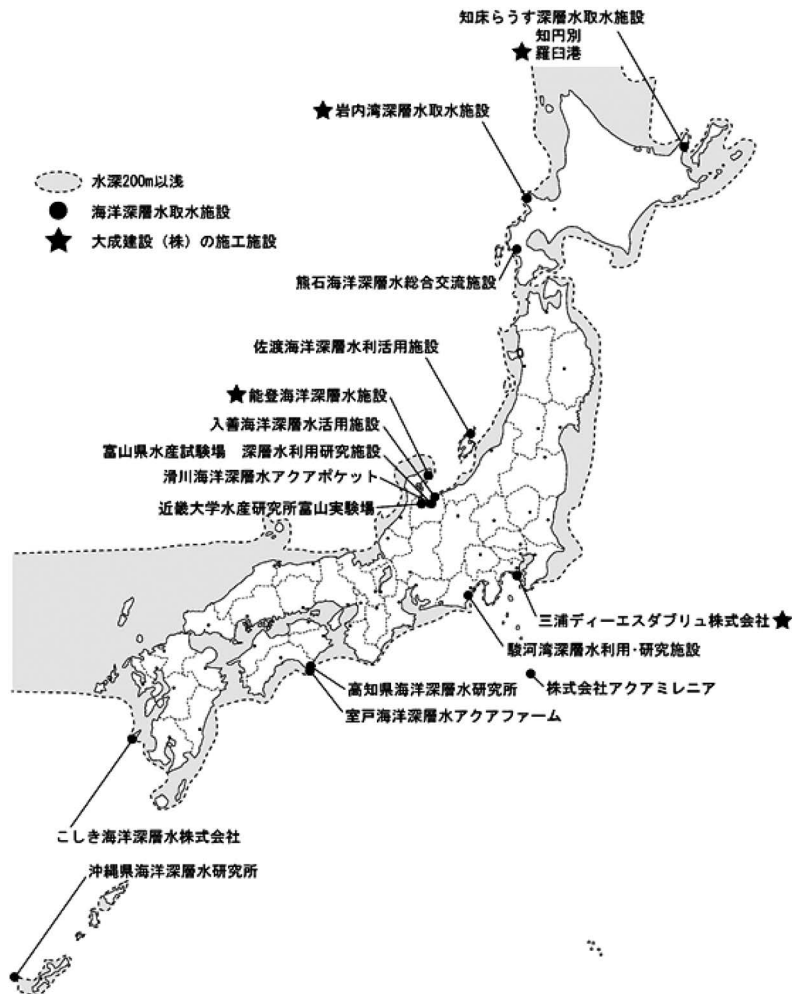 知床らうす深層水取水施設
知円別
★ 羅臼港
★ 岩内湾深層水取水施設
水深200m以浅
● 海洋深層水取水施設
★ 大成建設（株）の施工施設
熊石海洋深層水総合交流施設
佐渡海洋深層水利活用施設
★能登海洋深層水施設
入善海洋深層水活用施設
富山県水産試験場　深層水利用研究施設
滑川海洋深層水アクアポケット
近畿大学水産研究所富山実験場
三浦ディーエスダブリュ株式会社★
駿河湾深層水利用・研究施設
株式会社アクアミレニア
高知県海洋深層水研究所
室戸海洋深層水アクアファーム
こしき海洋深層水株式会社
沖縄県海洋深層水研究所